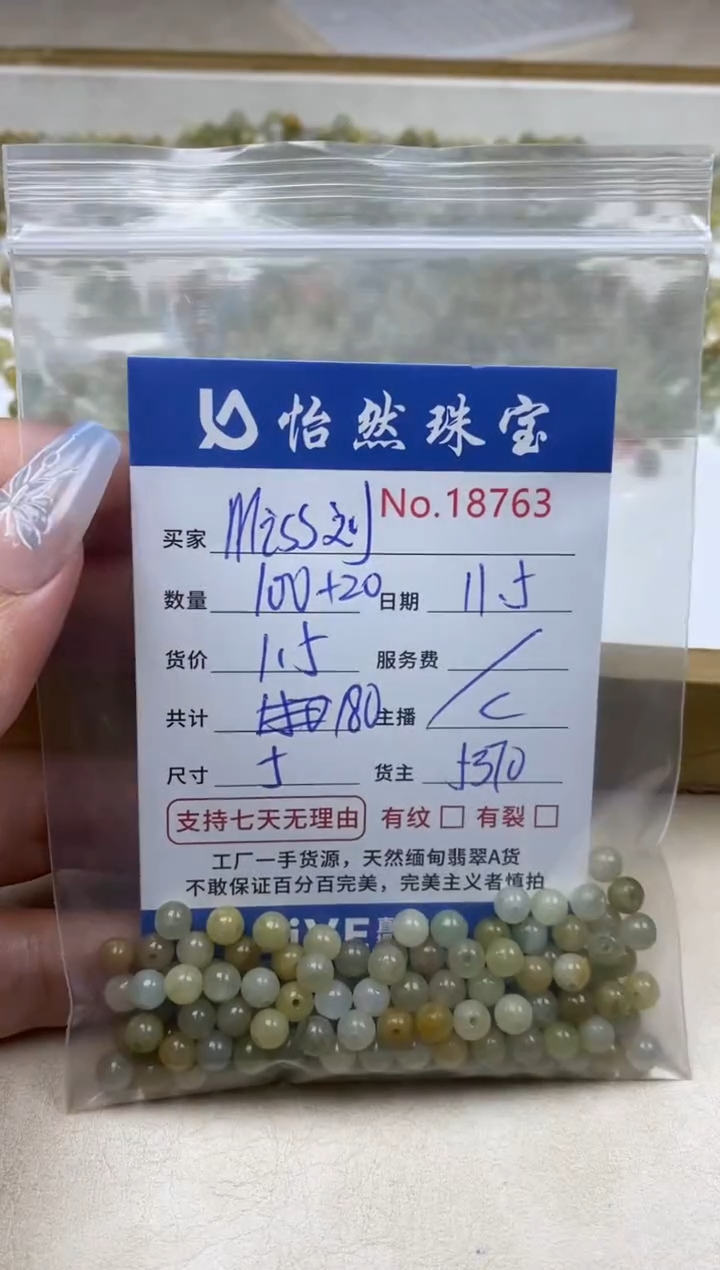 怡然珠宝
No.18763
买家 Miss刘
数量 100+20 日期 11.5
货价 1.5 服务费 /
共计 180 主播 C
尺寸 5 货主 5370
支持七天无理由 有纹 □ 有裂 □
工厂一手货源，天然缅甸翡翠A货
不敢保证百分百完美，完美主义者慎拍